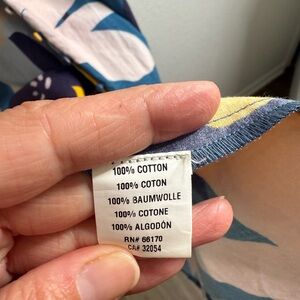 100% COTTON
100% COTON
100% BAUMWOLLE
100% COTONE
100% ALGODÓN
RN# 66170
CA# 32054